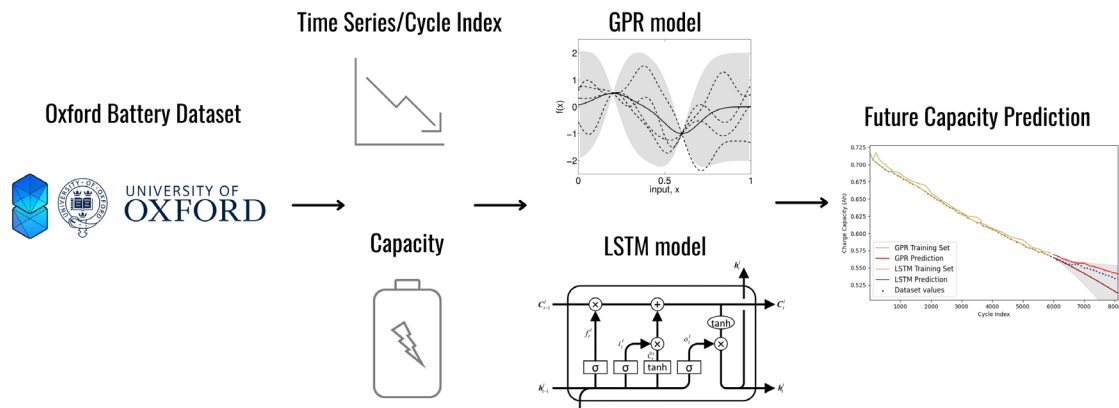 Time Series/Cycle Index
GPR model
Oxford Battery Dataset
Future Capacity Prediction
UNIVERSITY OF
OXFORD
Capacity
LSTM model
f(x)
2
1
0
−1
−2
0
0.5
1
input, x
Charge Capacity (Ah)
0.725
0.700
0.675
0.650
0.625
0.600
0.575
0.550
0.525
GPR Training Set
GPR Prediction
LSTM Training Set
LSTM Prediction
Dataset values
1000 2000 3000 4000 5000 6000 7000
Cycle Index
tanh
σ σ tanh σ